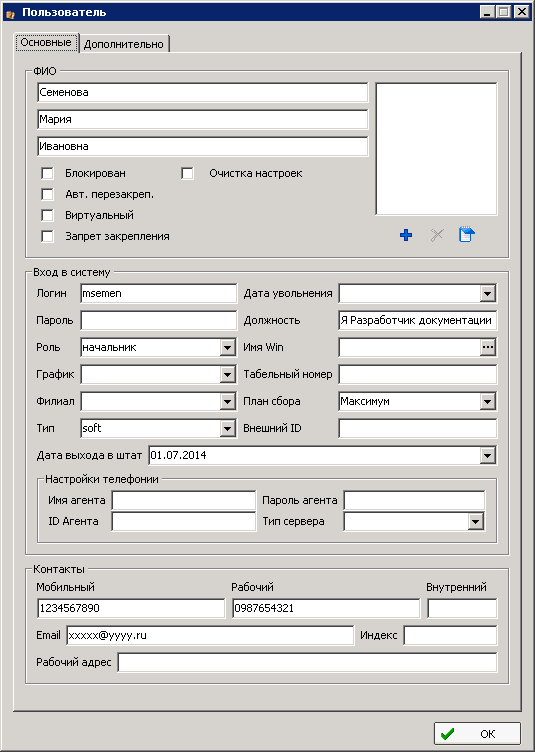 Пользователь
Основные Дополнительно
ФИО
Семенова
Мария
Ивановна
Блокирован Очистка настроек
Авт. перезакреп.
Виртуальный
Запрет закрепления
Вход в систему
Логин msemen Дата увольнения
Пароль Должность Я Разработчик документации
Роль начальник Имя Win ...
График Табельный номер
Филиал План сбора Максимум
Тип soft Внешний ID
Дата выхода в штат 01.07.2014
Настройки телефонии
Имя агента Пароль агента
ID Агента Тип сервера
Контакты
Мобильный Рабочий Внутренний
1234567890 0987654321
Email xxxxx@yyyy.ru Индекс
Рабочий адрес
OK